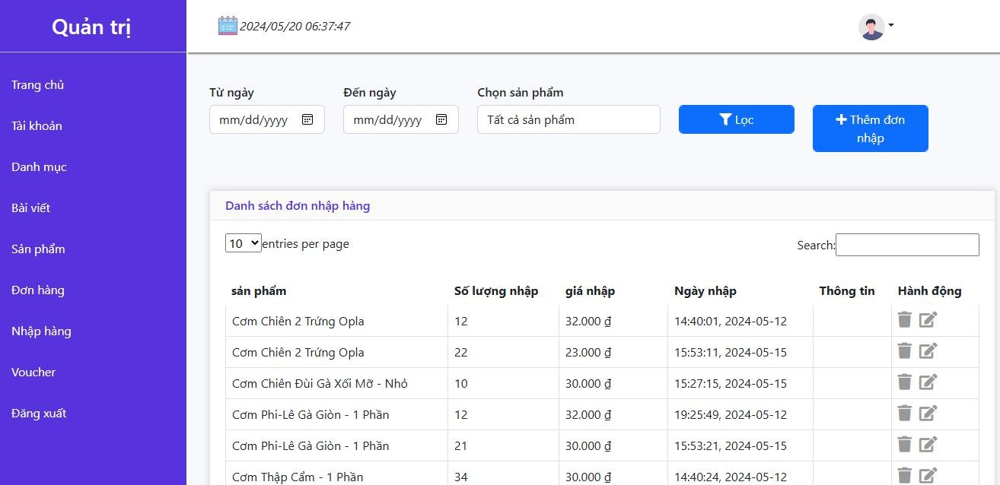 Quản trị
2024/05/20 06:37:47
Trang chủ
Tài khoản
Danh mục
Bài viết
Sản phẩm
Đơn hàng
Nhập hàng
Voucher
Đăng xuất
Từ ngày Đến ngày Chọn sản phẩm
mm/dd/yyyy mm/dd/yyyy Tất cả sản phẩm Lọc Thêm đơn
nhập
Danh sách đơn nhập hàng
10 entries per page Search:
sản phẩm Số lượng nhập giá nhập Ngày nhập Thông tin Hành động
Cơm Chiên 2 Trứng Opla 12 32.000 ₫ 14:40:01, 2024-05-12
Cơm Chiên 2 Trứng Opla 22 23.000 ₫ 15:53:11, 2024-05-15
Cơm Chiên Đùi Gà Xối Mỡ - Nhỏ 10 30.000 ₫ 15:27:15, 2024-05-15
Cơm Phi-Lê Gà Giòn - 1 Phần 12 32.000 ₫ 19:25:49, 2024-05-12
Cơm Phi-Lê Gà Giòn - 1 Phần 21 30.000 ₫ 15:53:21, 2024-05-15
Cơm Thập Cẩm - 1 Phần 34 30.000 ₫ 14:40:24, 2024-05-12